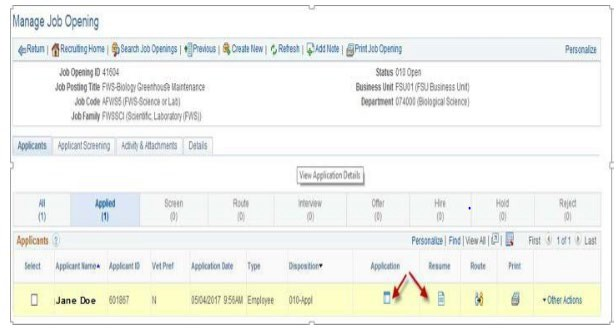 Manage Job Opening
Return | Recruiting Home | Search Job Openings | Previous | Create New | Refresh | Add Note | Print Job Opening Personalize
Job Opening ID 41604 Status 010 Open
Job Posting Title FWS-Biology Greenhouse Maintenance Business Unit FSU01 (FSU Business Unit)
Job Code AFWS5 (FWS-Science or Lab) Department 074000 (Biological Science)
Job Family FWSSCI (Scientific, Laboratory (FWS))
Applicants Applicant Screening Activity & Attachments Details
View Application Details
All Applied Screen Route Interview Offer Hire Hold Reject
(1) (1) (0) (0) (0) (0) (0) (0) (0)
Applicants Personalize | Find | View All | First 1 of 1 Last
Select Applicant Name Applicant ID Vet Pref Application Date Type Disposition Application Resume Route Print
Jane Doe 601867 N 05/04/2017 9:56AM Employee 010-Appl Other Actions